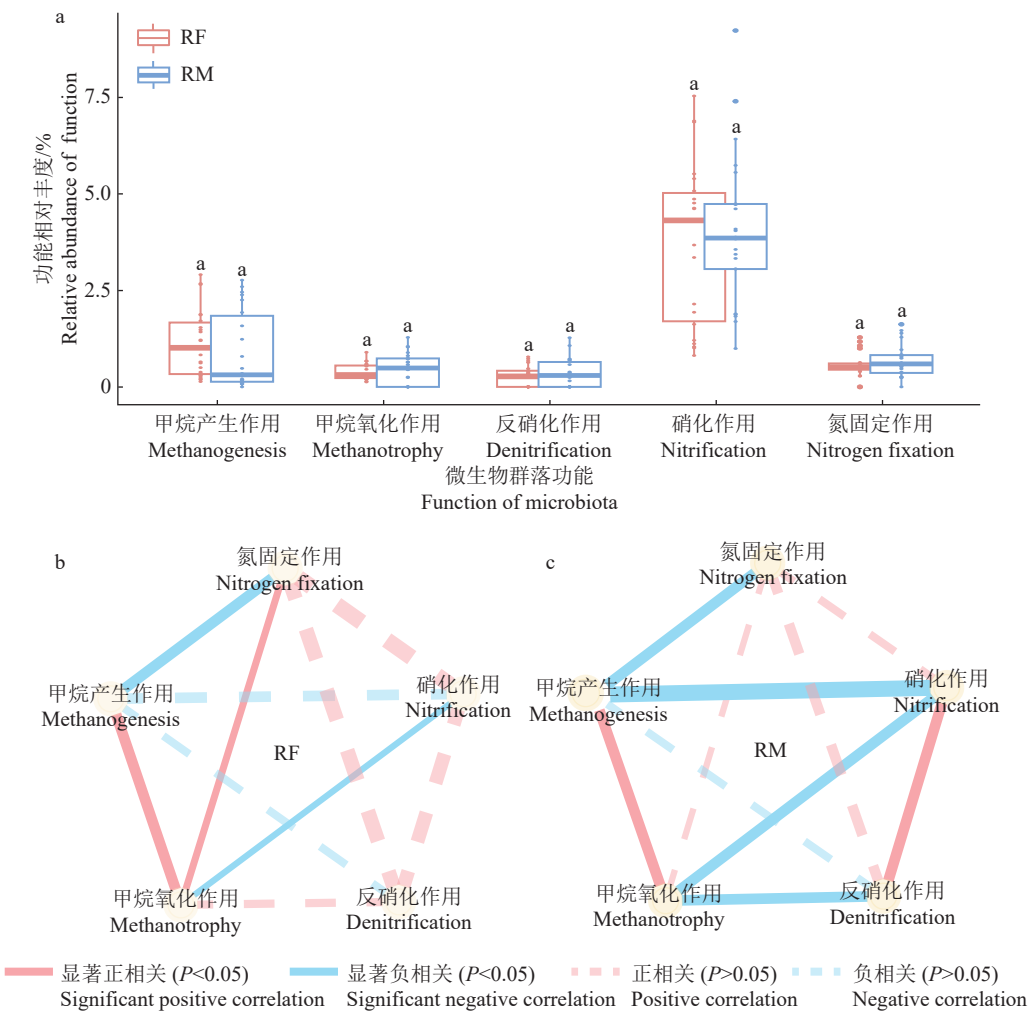 a
RF
RM
功能相对丰度/%
Relative abundance of function
7.5
5.0
2.5
0
a a a a a a a a a a
甲烷产生作用 甲烷氧化作用 反硝化作用 硝化作用 氮固定作用
Methanogenesis Methanotrophy Denitrification Nitrification Nitrogen fixation
微生物群落功能
Function of microbiota
b
氮固定作用
Nitrogen fixation
甲烷产生作用
Methanogenesis
硝化作用
Nitrification
RF
甲烷氧化作用
Methanotrophy
反硝化作用
Denitrification
c
氮固定作用
Nitrogen fixation
甲烷产生作用
Methanogenesis
硝化作用
Nitrification
RM
甲烷氧化作用
Methanotrophy
反硝化作用
Denitrification
显著正相关 (P<0.05) 显著负相关 (P<0.05) 正相关 (P>0.05) 负相关 (P>0.05)
Significant positive correlation Significant negative correlation Positive correlation Negative correlation